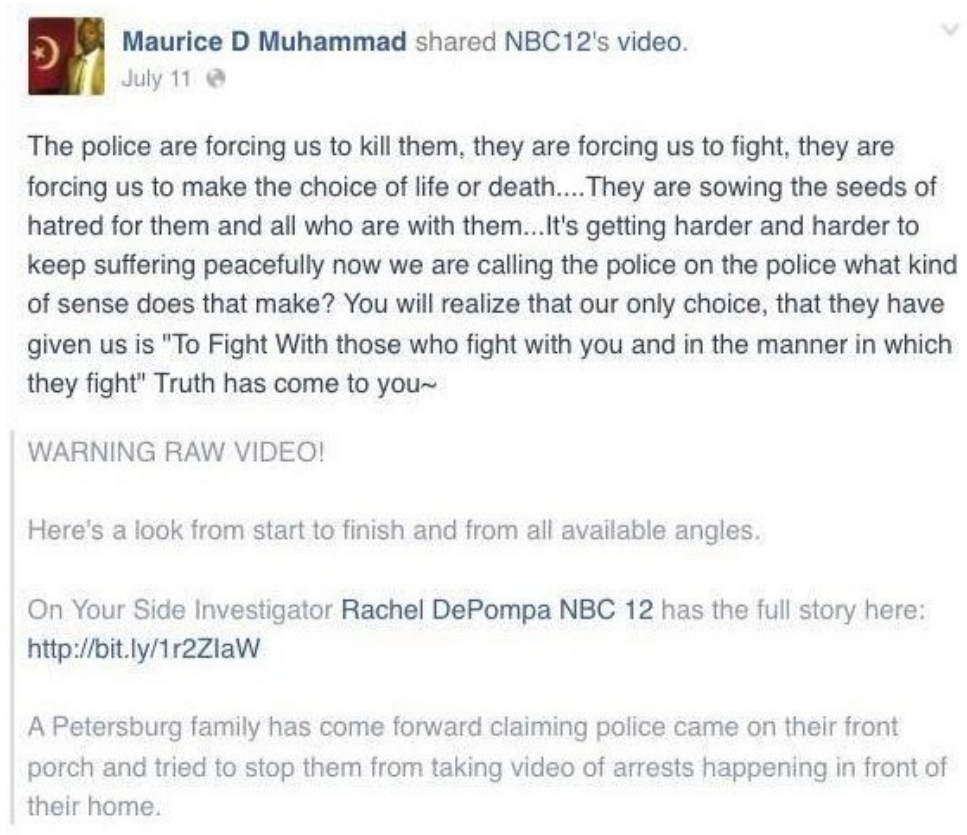 Maurice D Muhammad shared NBC12's video.
July 11
The police are forcing us to kill them, they are forcing us to fight, they are
forcing us to make the choice of life or death....They are sowing the seeds of
hatred for them and all who are with them...It's getting harder and harder to
keep suffering peacefully now we are calling the police on the police what kind
of sense does that make? You will realize that our only choice, that they have
given us is "To Fight With those who fight with you and in the manner in which
they fight" Truth has come to you~
WARNING RAW VIDEO!
Here's a look from start to finish and from all available angles.
On Your Side Investigator Rachel DePompa NBC 12 has the full story here:
http://bit.ly/1r2ZlaW
A Petersburg family has come forward claiming police came on their front
porch and tried to stop them from taking video of arrests happening in front of
their home.